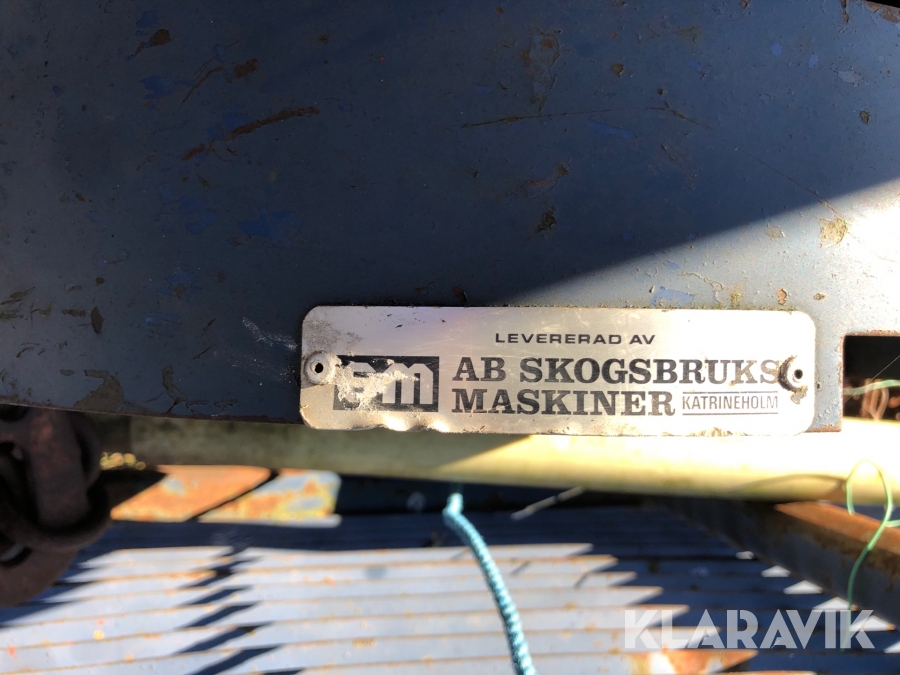 LEVERERAD AV
AB SKOGSBRUKS
MASKINER KATRINEHOLM
KLARAVIK